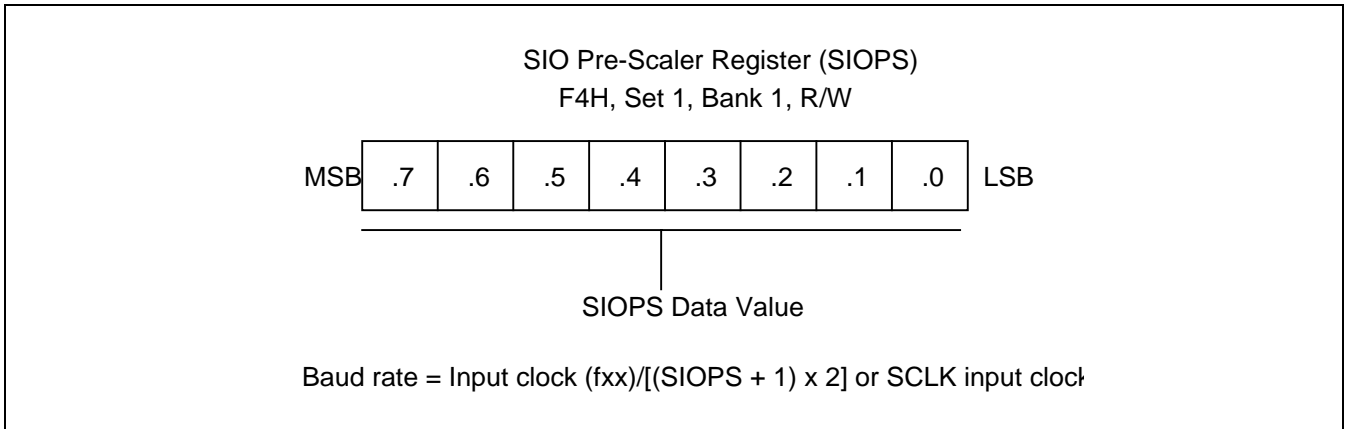 SIO Pre-Scaler Register (SIOPS)
F4H, Set 1, Bank 1, R/W
MSB .7 .6 .5 .4 .3 .2 .1 .0 LSB
SIOPS Data Value
Baud rate = Input clock (fxx)/[(SIOPS + 1) x 2] or SCLK input clock